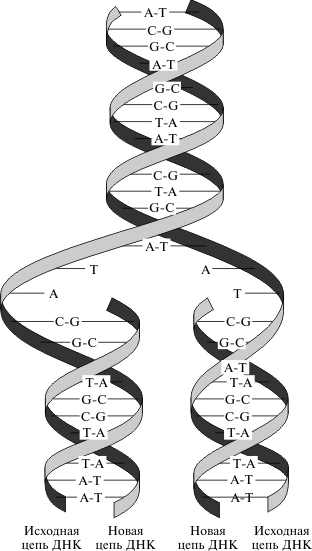 A-T
C-G
G-C
A-T
G-C
C-G
T-A
A-T
C-G
T-A
G-C
A-T
T A
A T
C-G C-G
G-C G-C
A-T
T-A T-A
G-C G-C
C-G C-G
T-A T-A
T-A T-A
A-T A-T
A-T A-T
Исходная Новая Новая Исходная
цепь ДНК цепь ДНК цепь ДНК цепь ДНК